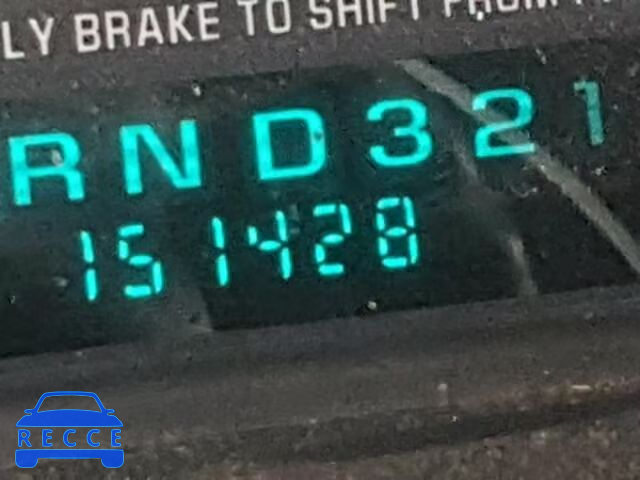 LY BRAKE TO SHIFT FROM
RND321
151428
RECCE